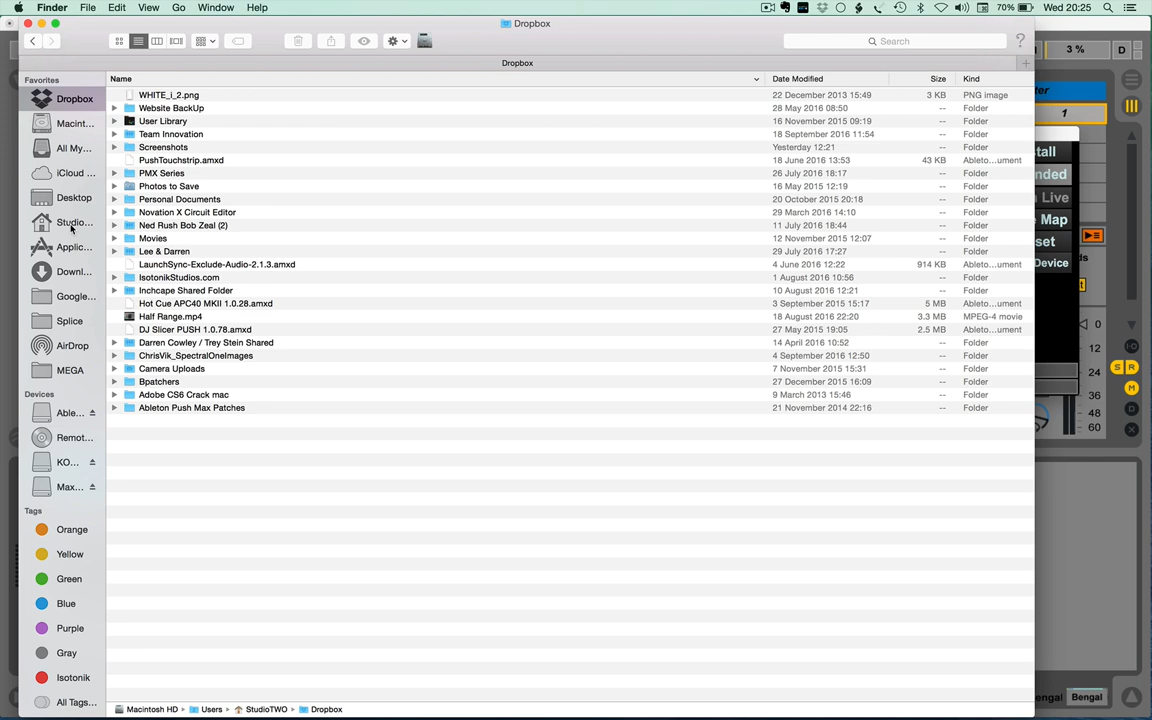 Finder File Edit View Go Window Help 70% Wed 20:25
Dropbox
Search ?
Dropbox
Favorites
Dropbox
Macint...
All My...
iCloud ...
Desktop
Studio...
Applic...
Downl...
Google...
Splice
AirDrop
MEGA
Devices
Able...
Remot...
KO...
Max...
Tags
Orange
Yellow
Green
Blue
Purple
Gray
Isotonik
All Tags...
Name Date Modified Size Kind
WHITE_i_2.png 22 December 2013 15:49 3 KB PNG image
Website BackUp 28 May 2016 08:50 -- Folder
User Library 16 November 2015 09:19 -- Folder
Team Innovation 18 September 2016 11:54 -- Folder
Screenshots Yesterday 12:21 -- Folder
PushTouchstrip.amxd 18 June 2016 13:53 43 KB Ableto...ument
PMX Series 26 July 2016 18:17 -- Folder
Photos to Save 16 May 2015 12:19 -- Folder
Personal Documents 20 October 2015 20:18 -- Folder
Novation X Circuit Editor 29 March 2016 14:10 -- Folder
Ned Rush Bob Zeal (2) 11 July 2016 18:44 -- Folder
Movies 12 November 2015 12:07 -- Folder
Lee & Darren 29 July 2016 17:27 -- Folder
LaunchSync-Exclude-Audio-2.1.3.amxd 4 June 2016 12:22 914 KB Ableto...ument
IsotonikStudios.com 1 August 2016 10:56 -- Folder
Inchcape Shared Folder 10 August 2016 12:21 -- Folder
Hot Cue APC40 MKII 1.0.28.amxd 3 September 2015 15:17 5 MB Ableto...ument
Half Range.mp4 18 August 2016 22:20 3.3 MB MPEG-4 movie
DJ Slicer PUSH 1.0.78.amxd 27 May 2015 19:05 2.5 MB Ableto...ument
Darren Cowley / Trey Stein Shared 14 April 2016 10:52 -- Folder
ChrisVik_SpectralOneImages 4 September 2016 12:50 -- Folder
Camera Uploads 7 November 2015 15:31 -- Folder
Bpatchers 27 December 2015 16:09 -- Folder
Adobe CS6 Crack mac 9 March 2013 15:46 -- Folder
Ableton Push Max Patches 21 November 2014 22:16 -- Folder
Macintosh HD Users StudioTWO Dropbox
3 % D
ter
1
tall
nded
n Live
Map
set
Device
ds
0
12
24
36
48
60
I·O
S R
M
D
X
engal Bengal